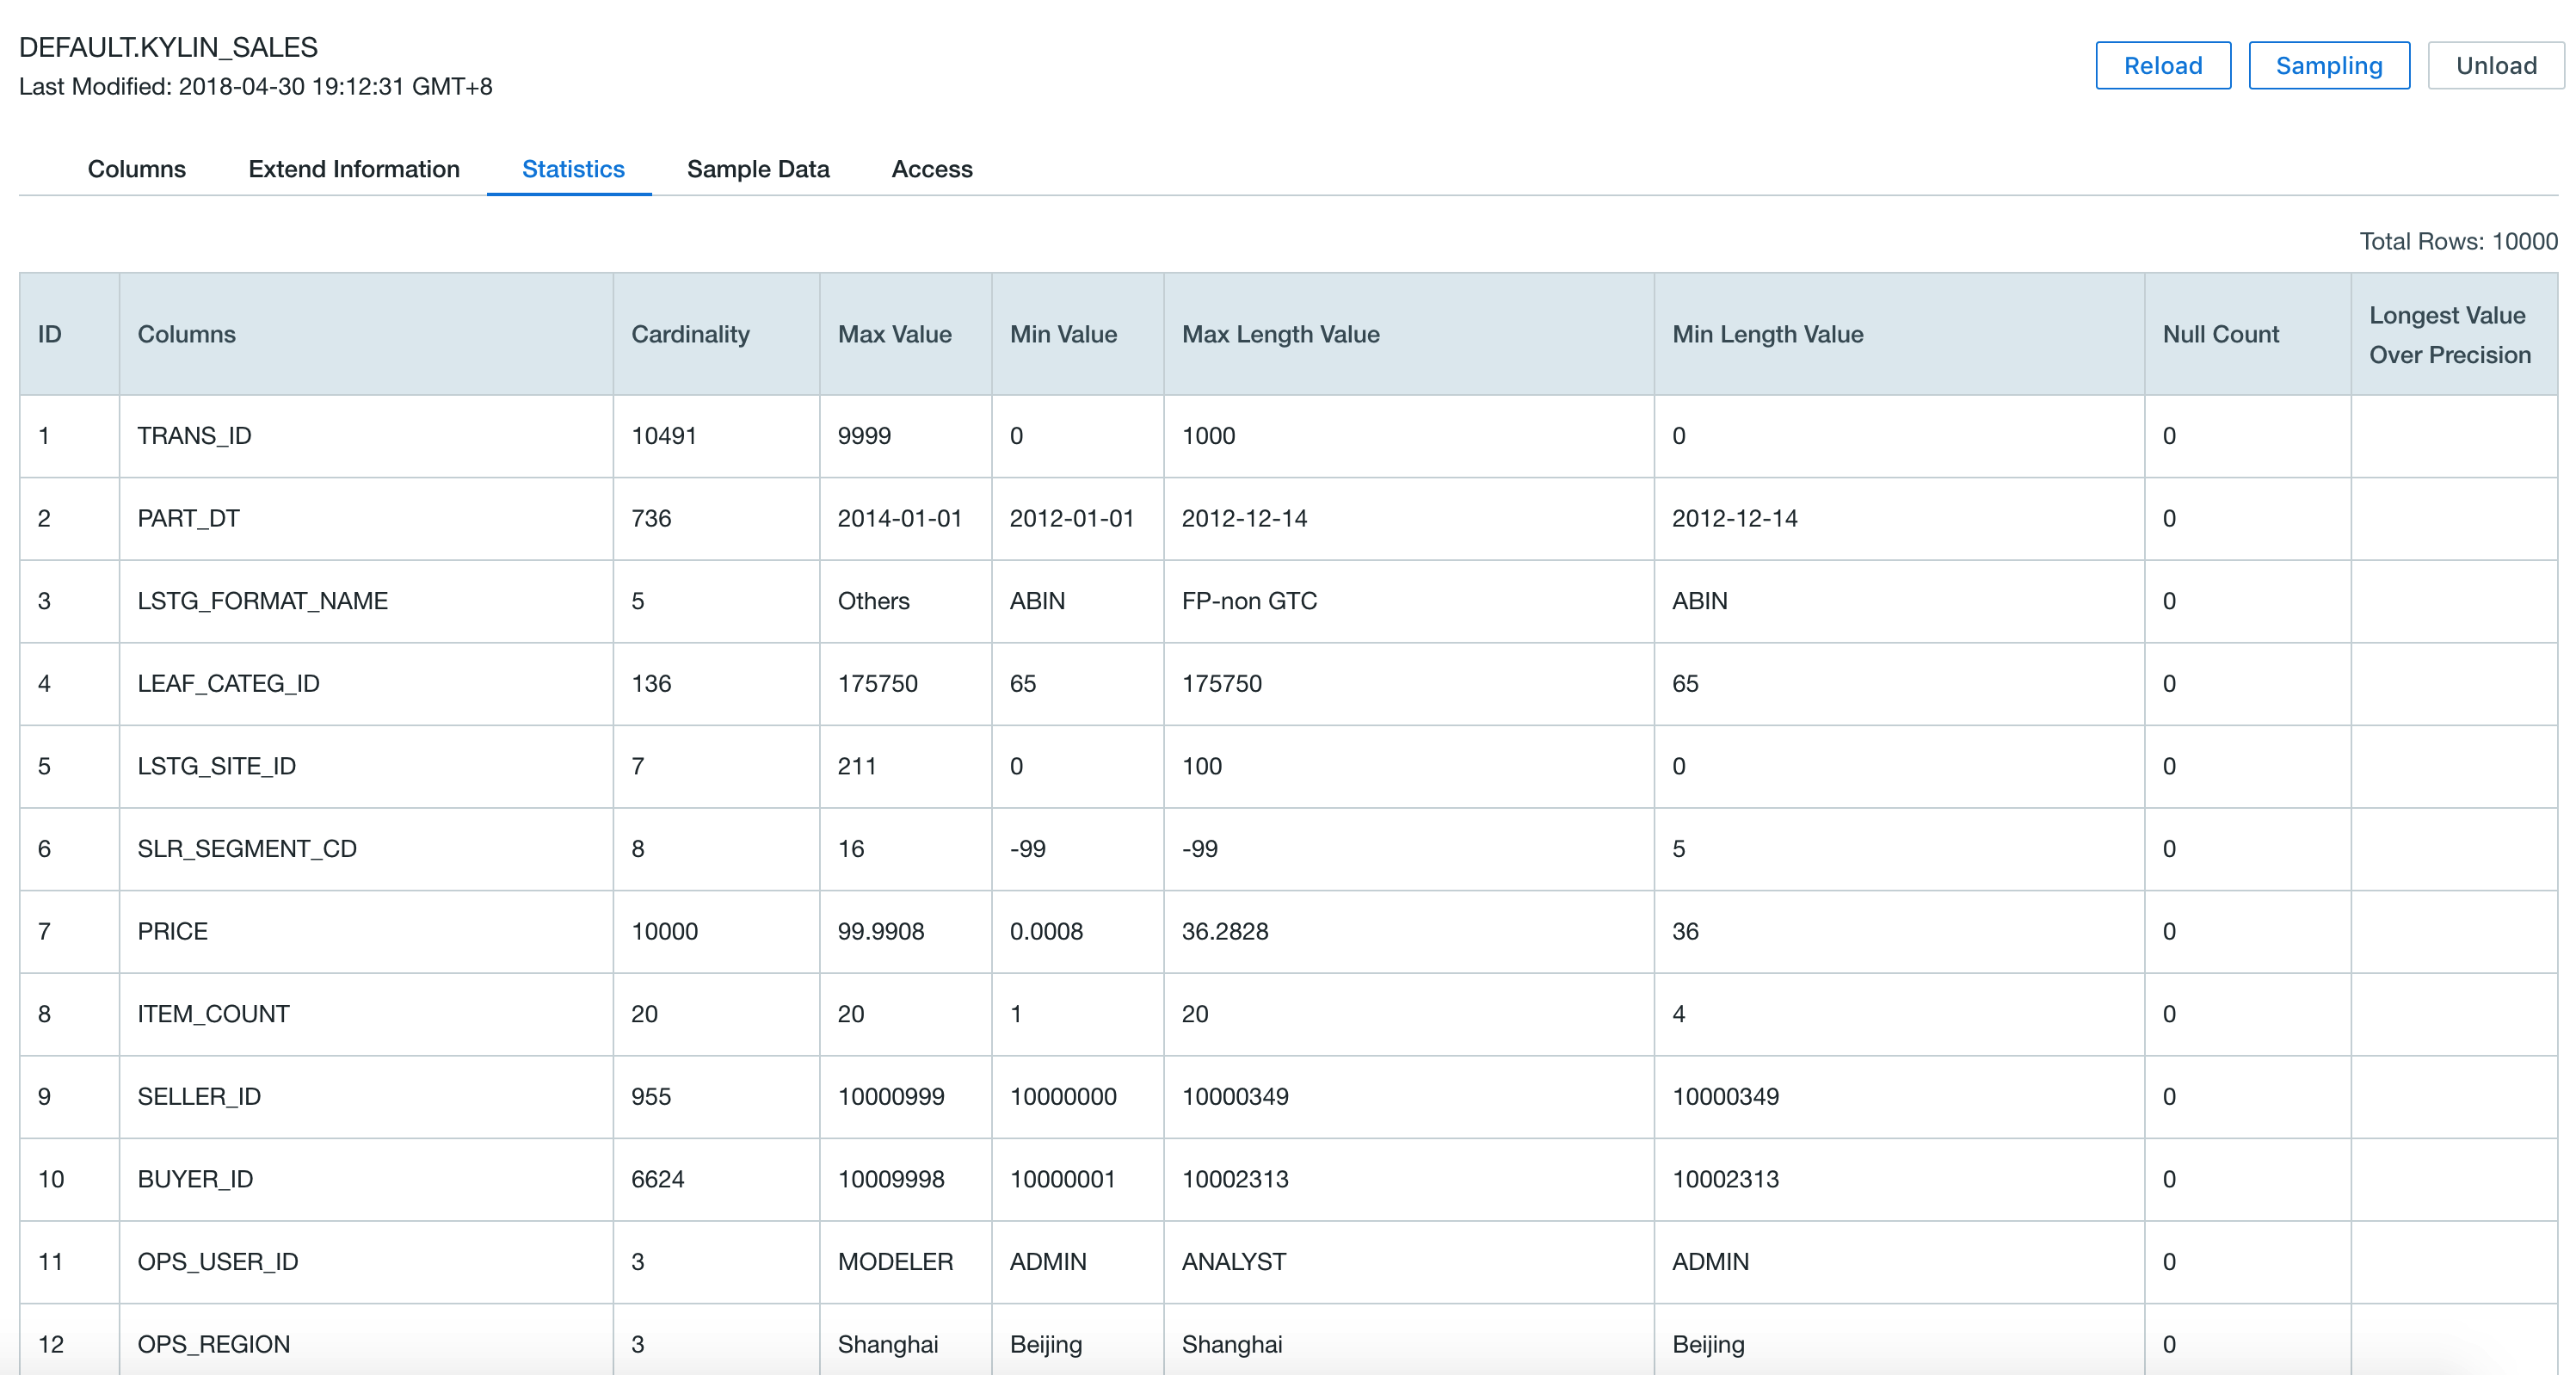 DEFAULT.KYLIN_SALES
Last Modified: 2018-04-30 19:12:31 GMT+8
Reload Sampling Unload
Columns Extend Information Statistics Sample Data Access
Total Rows: 10000
ID Columns Cardinality Max Value Min Value Max Length Value Min Length Value Null Count Longest Value Over Precision
1 TRANS_ID 10491 9999 0 1000 0 0
2 PART_DT 736 2014-01-01 2012-01-01 2012-12-14 2012-12-14 0
3 LSTG_FORMAT_NAME 5 Others ABIN FP-non GTC ABIN 0
4 LEAF_CATEG_ID 136 175750 65 175750 65 0
5 LSTG_SITE_ID 7 211 0 100 0 0
6 SLR_SEGMENT_CD 8 16 -99 -99 5 0
7 PRICE 10000 99.9908 0.0008 36.2828 36 0
8 ITEM_COUNT 20 20 1 20 4 0
9 SELLER_ID 955 10000999 10000000 10000349 10000349 0
10 BUYER_ID 6624 10009998 10000001 10002313 10002313 0
11 OPS_USER_ID 3 MODELER ADMIN ANALYST ADMIN 0
12 OPS_REGION 3 Shanghai Beijing Shanghai Beijing 0